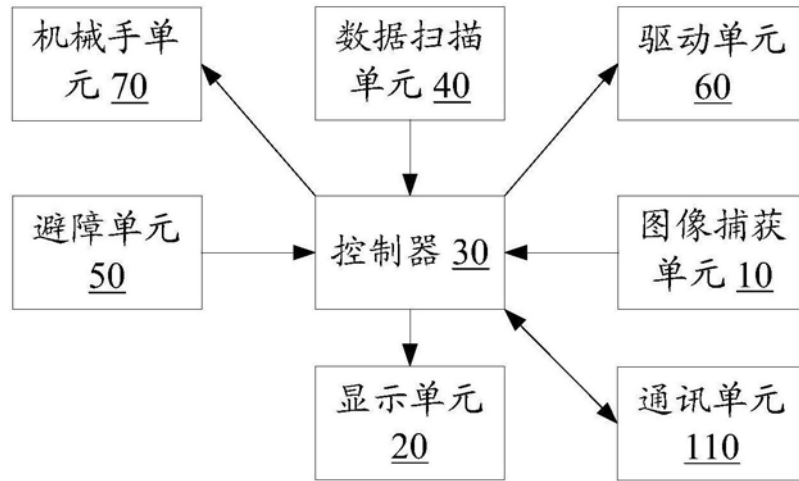 机械手单
元 70
数据扫描
单元 40
驱动单元
60
避障单元
50
控制器 30
图像捕获
单元 10
显示单元
20
通讯单元
110